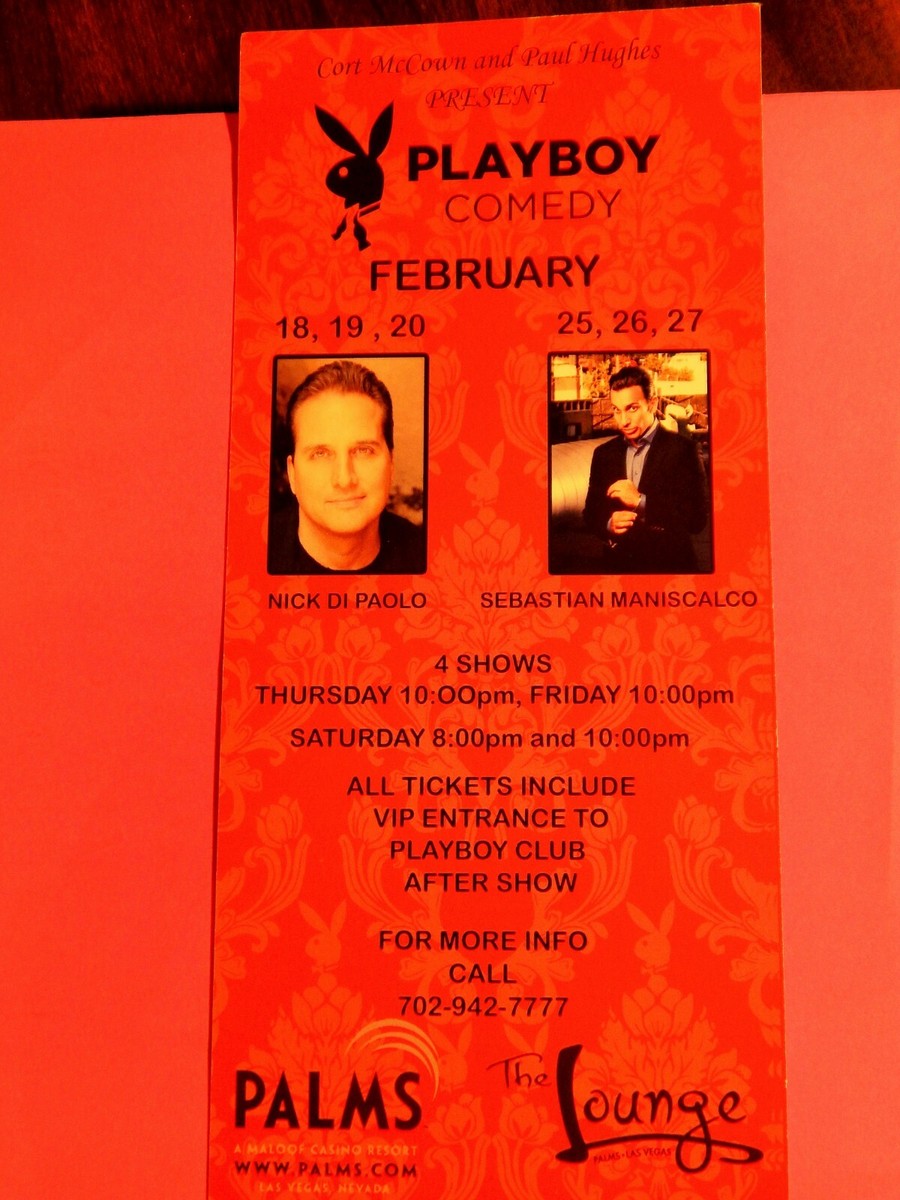 Cort McCown and Paul Hughes
PRESENT
PLAYBOY
COMEDY
FEBRUARY
18, 19 , 20
25, 26, 27
NICK DI PAOLO
SEBASTIAN MANISCALCO
4 SHOWS
THURSDAY 10:OOpm, FRIDAY 10:00pm
SATURDAY 8:00pm and 10:00pm
ALL TICKETS INCLUDE
VIP ENTRANCE TO
PLAYBOY CLUB
AFTER SHOW
FOR MORE INFO
CALL
702-942-7777
PALMS
A MALOOF CASINO RESORT
WWW.PALMS.COM
LAS VEGAS, NEVADA
The Lounge
PALMS • LAS VEGAS